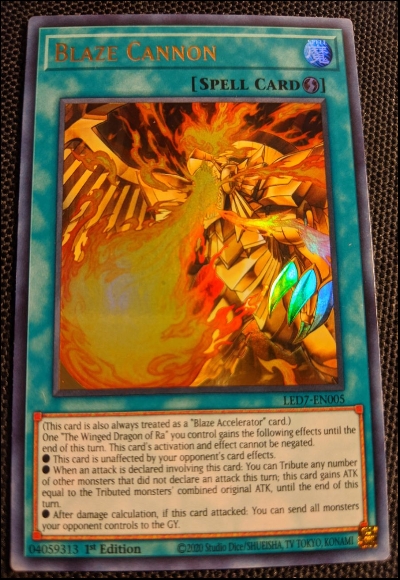 BLAZE CANNON
SPELL
魔
[SPELL CARD]
LED7-EN005
(This card is also always treated as a "Blaze Accelerator" card.)
One "The Winged Dragon of Ra" you control gains the following effects until the
end of this turn. This card's activation and effect cannot be negated.
● This card is unaffected by your opponent's card effects.
● When an attack is declared involving this card: You can Tribute any number
of other monsters that did not declare an attack this turn; this card gains ATK
equal to the Tributed monsters' combined original ATK, until the end of this
turn.
● After damage calculation, if this card attacked: You can send all monsters
your opponent controls to the GY.
04059313 1st Edition ©2020 Studio Dice/SHUEISHA, TV TOKYO, KONAMI